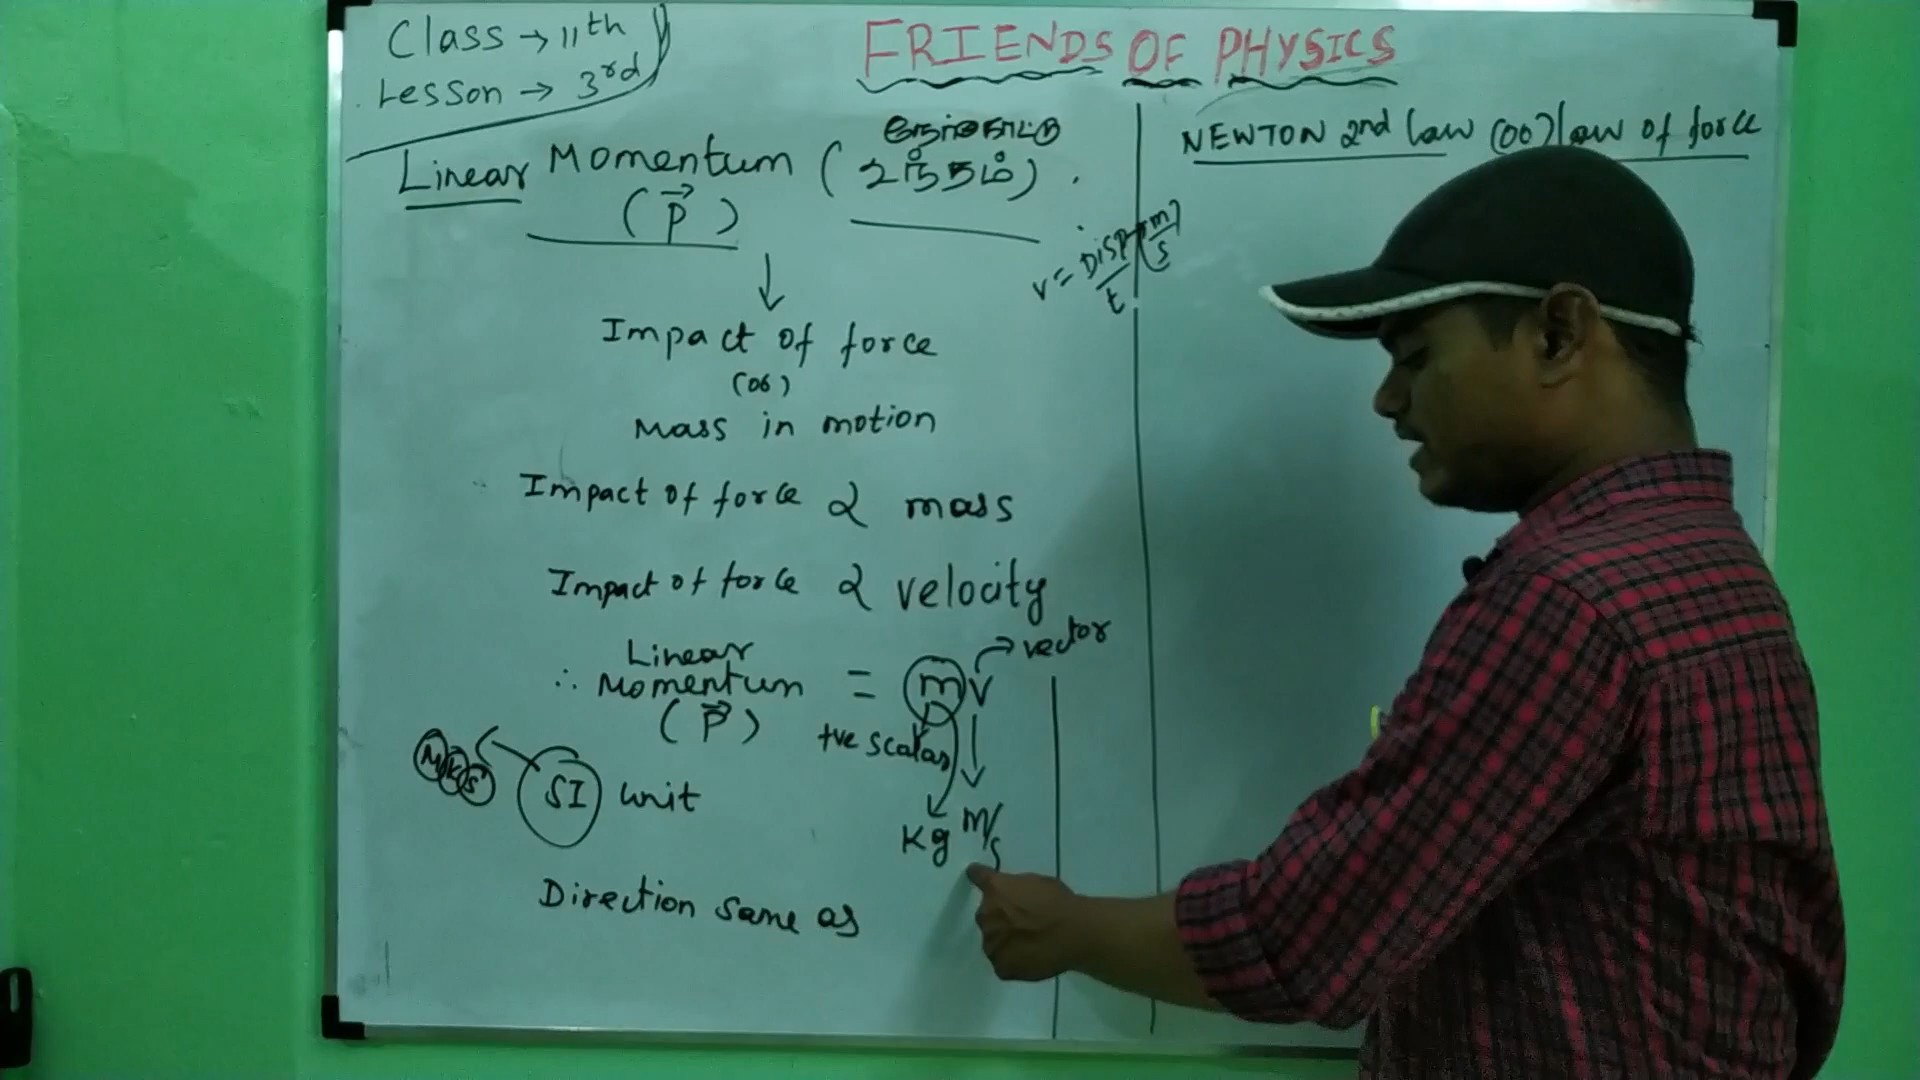 Class → 11th
Lesson → 3rd
FRIENDS OF PHYSICS
Linear Momentum (நேர்கோட்டு உந்தம்).
(p⃗)
v = Disp/t (m/s)
↓
Impact of force
(or)
Mass in motion
Impact of force α mass
Impact of force α velocity
∴ Linear Momentum (p⃗) = mv → vector
+ve scalar
MKS
SI unit
Kg m/s
Direction same as
NEWTON 2nd law (or) law of force